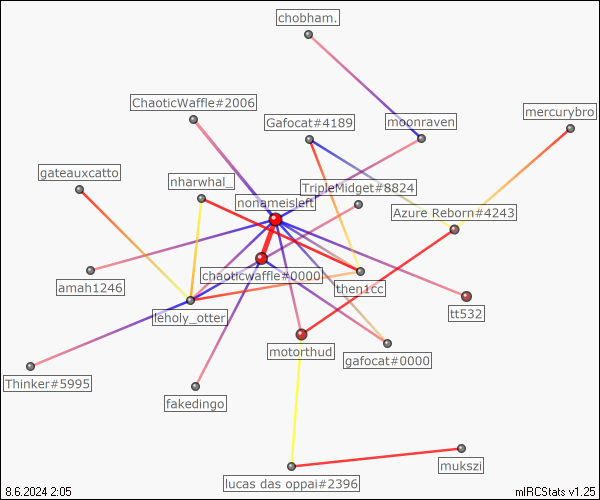 chobham.
ChaoticWaffle#2006
mercurybro
Gafocat#4189
moonraven
gateauxcatto
nharwhal_
TripleMidget#8824
nonameisleft
Azure Reborn#4243
chaoticwaffle#0000
amah1246
then1cc
leholy_otter
tt532
motorthud
gafocat#0000
Thinker#5995
fakedingo
mukszi
lucas das oppai#2396
8.6.2024 2:05
mIRCStats v1.25